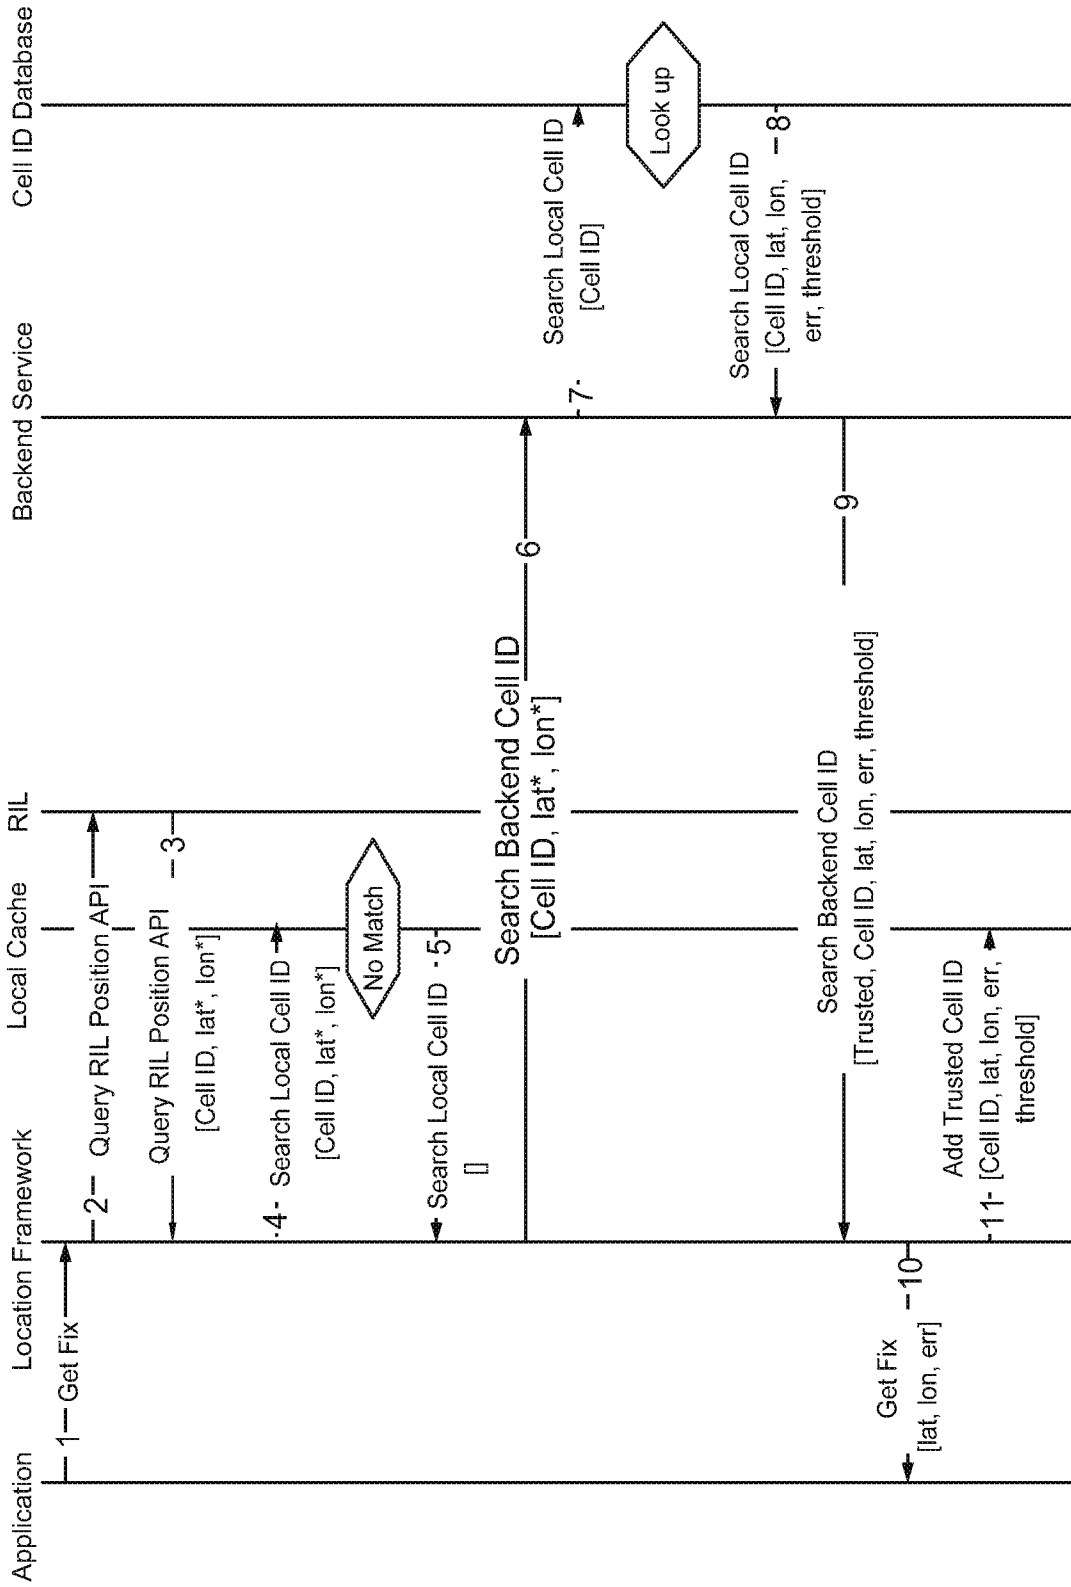 Application
Location Framework
Local Cache
RIL
Backend Service
Cell ID Database
1
Get Fix
2
Query RIL Position API
3
Query RIL Position API
[Cell ID, lat*, lon*]
4
Search Local Cell ID
[Cell ID, lat*, lon*]
No Match
5
Search Local Cell ID
[]
6
Search Backend Cell ID
[Cell ID, lat*, lon*]
7
Search Local Cell ID
[Cell ID]
Look up
8
Search Local Cell ID
[Cell ID, lat, lon,
err, threshold]
9
Search Backend Cell ID
[Trusted, Cell ID, lat, lon, err, threshold]
10
Get Fix
[lat, lon, err]
11
Add Trusted Cell ID
[Cell ID, lat, lon, err,
threshold]